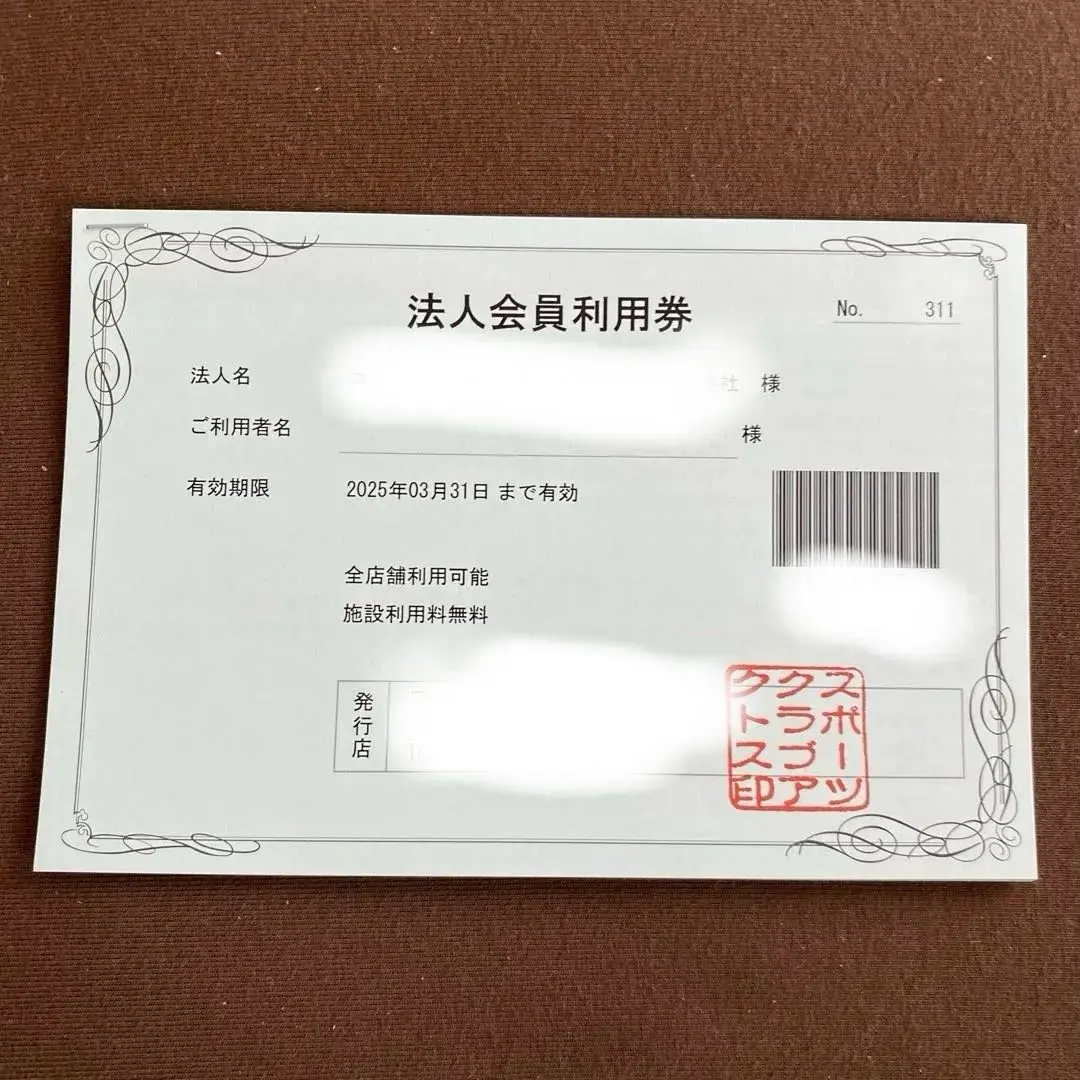 法人会員利用券
No. 311
法人名 社 様
ご利用者名 様
有効期限 2025年03月31日 まで有効
全店舗利用可能
施設利用料無料
発行店
スポーツ
クラブアト
クトス印